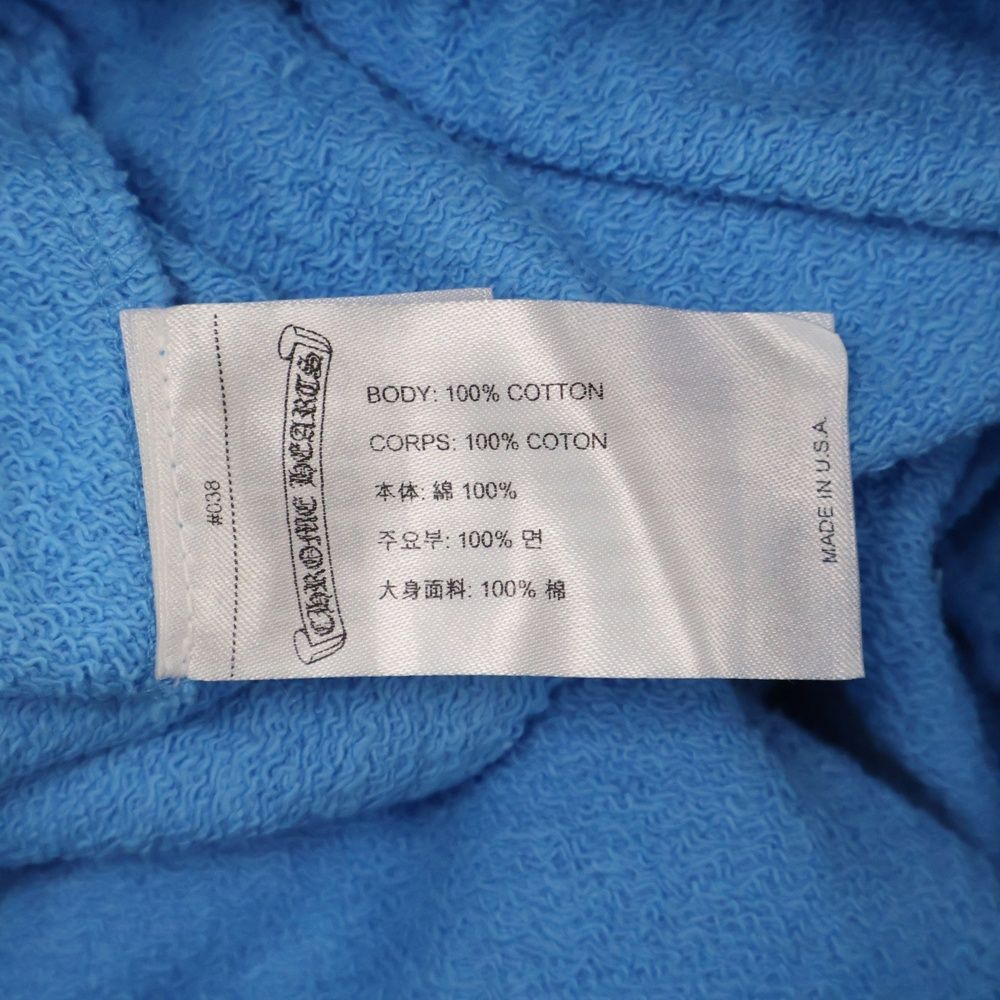 #038
CHROME HEARTS
BODY: 100% COTTON
CORPS: 100% COTON
本体: 綿 100%
주요부: 100% 면
大身面料: 100% 棉
MADE IN U.S.A.